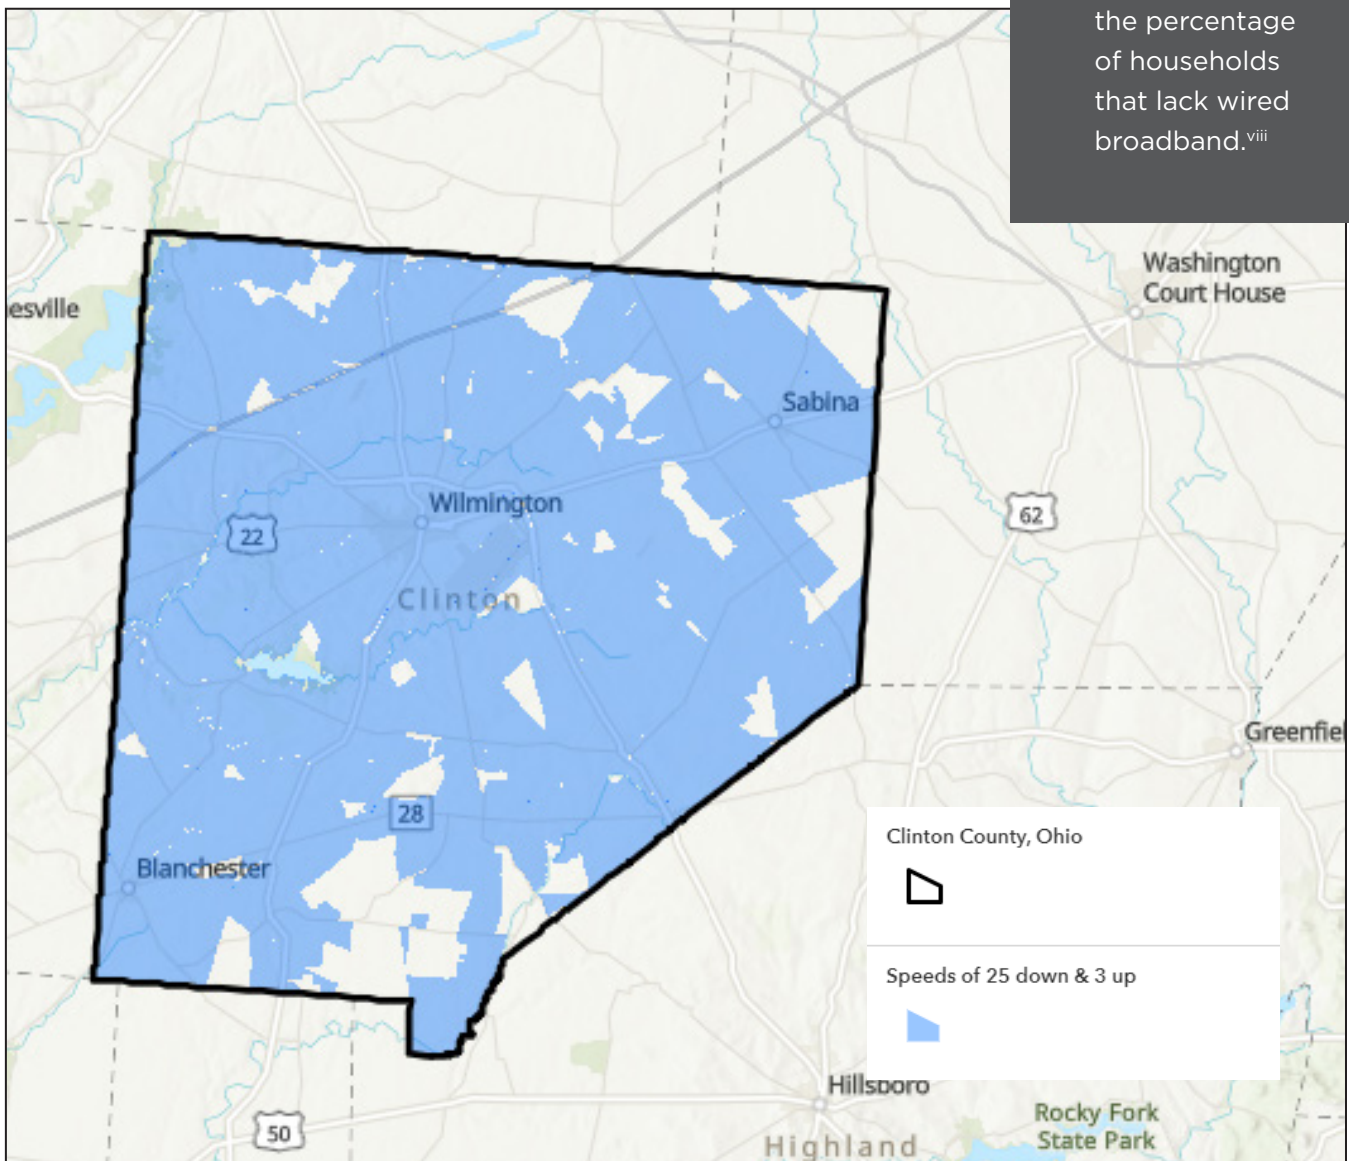 the percentage
of households
that lack wired
broadband.viii
Washington
Court House
esville
Sabina
Wilmington
22
62
Clinton
Greenfiel
28
Clinton County, Ohio
Blanchester
Speeds of 25 down & 3 up
Hillsboro
Rocky Fork
State Park
50
Highland